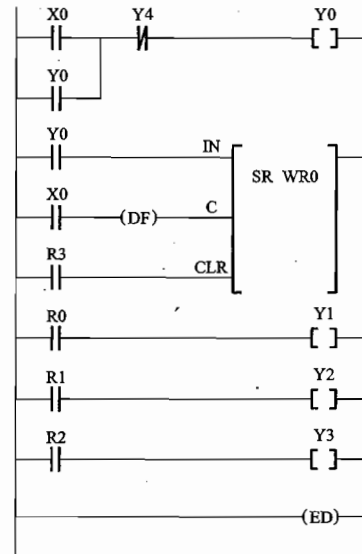 X0 Y4 Y0
Y0
Y0 IN
SR WR0
X0 (DF) C
R3 CLR
R0 Y1
R1 Y2
R2 Y3
(ED)